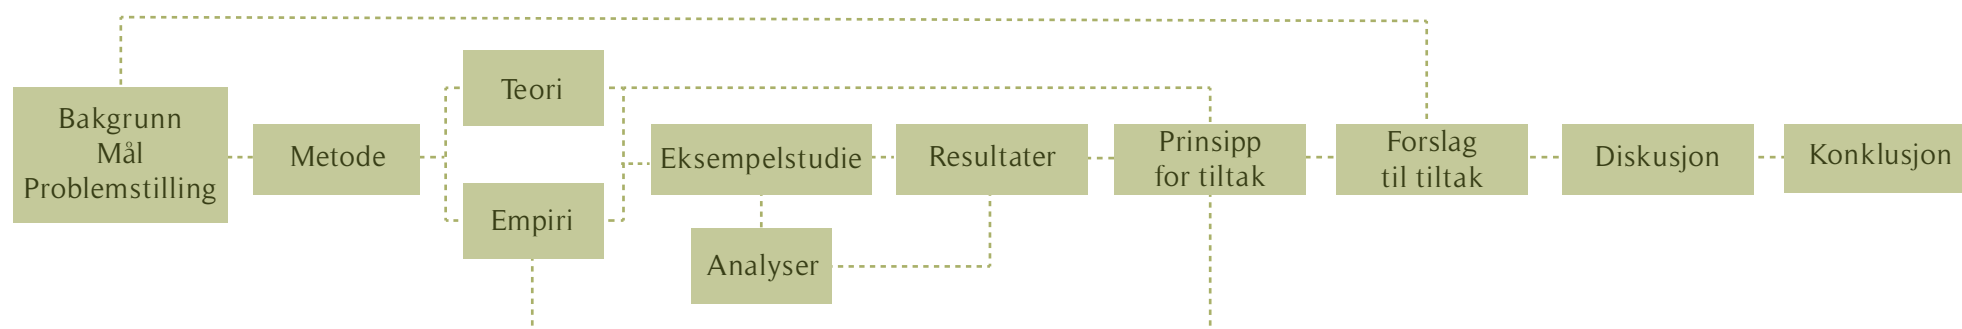 Bakgrunn
Mål
Problemstilling
Metode
Teori
Empiri
Eksempelstudie
Analyser
Resultater
Prinsipp
for tiltak
Forslag
til tiltak
Diskusjon
Konklusjon